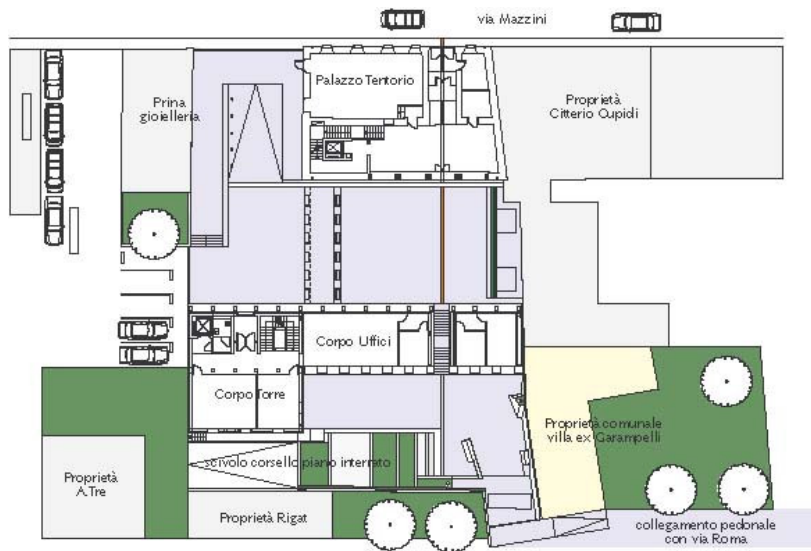 via Mazzini
Palazzo Tentorio
Prina
gioielleria
Proprietà
Citterio Cupidi
Corpo Uffici
Corpo Torre
Proprietà comunale
villa ex Garampelli
scivolo corsello piano interrato
Proprietà
A.Tre
Proprietà Rigat
collegamento pedonale
con via Roma